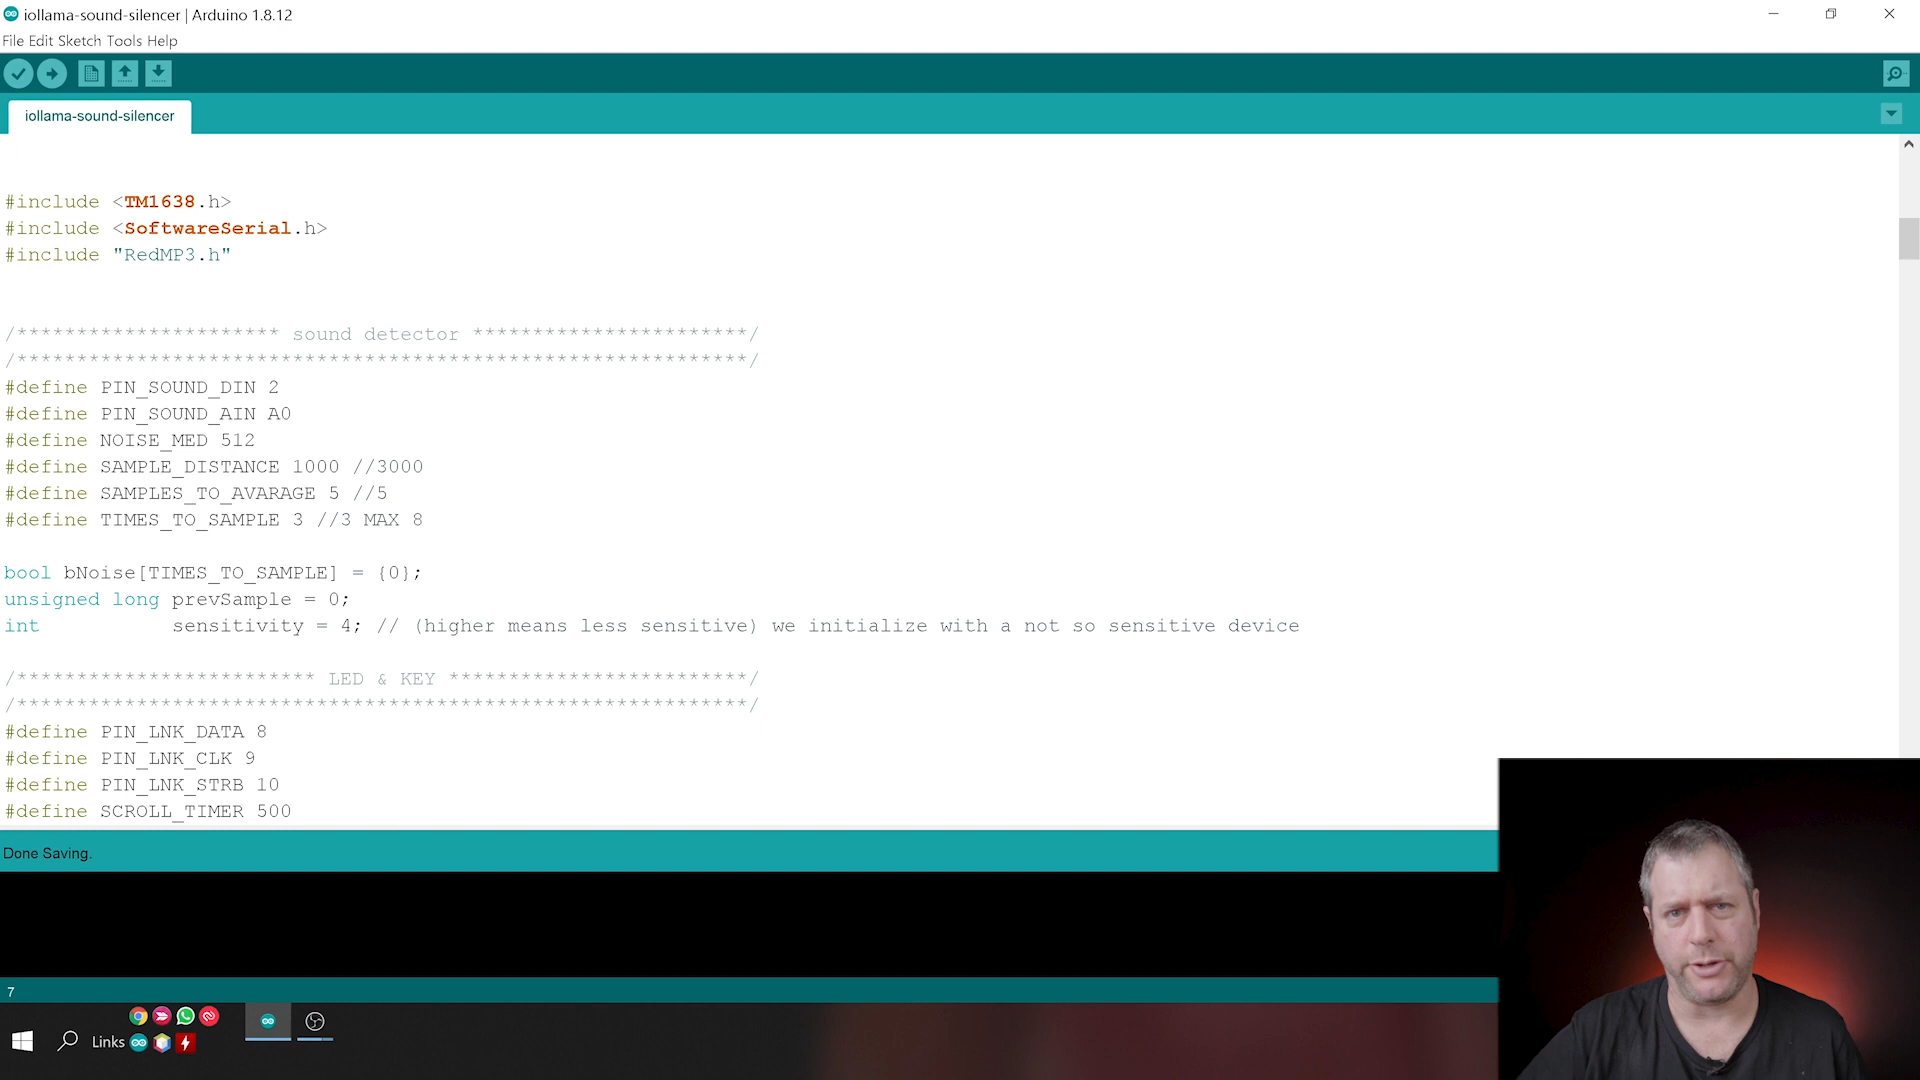 iollama-sound-silencer | Arduino 1.8.12
File Edit Sketch Tools Help
iollama-sound-silencer
#include <TM1638.h>
#include <SoftwareSerial.h>
#include "RedMP3.h"
/********************** sound detector ***********************/
/*************************************************************/
#define PIN_SOUND_DIN 2
#define PIN_SOUND_AIN A0
#define NOISE_MED 512
#define SAMPLE_DISTANCE 1000 //3000
#define SAMPLES_TO_AVARAGE 5 //5
#define TIMES_TO_SAMPLE 3 //3 MAX 8
bool bNoise[TIMES_TO_SAMPLE] = {0};
unsigned long prevSample = 0;
int           sensitivity = 4; // (higher means less sensitive) we initialize with a not so sensitive device
/************************* LED & KEY *************************/
/*************************************************************/
#define PIN_LNK_DATA 8
#define PIN_LNK_CLK 9
#define PIN_LNK_STRB 10
#define SCROLL_TIMER 500
Done Saving.
7
Links